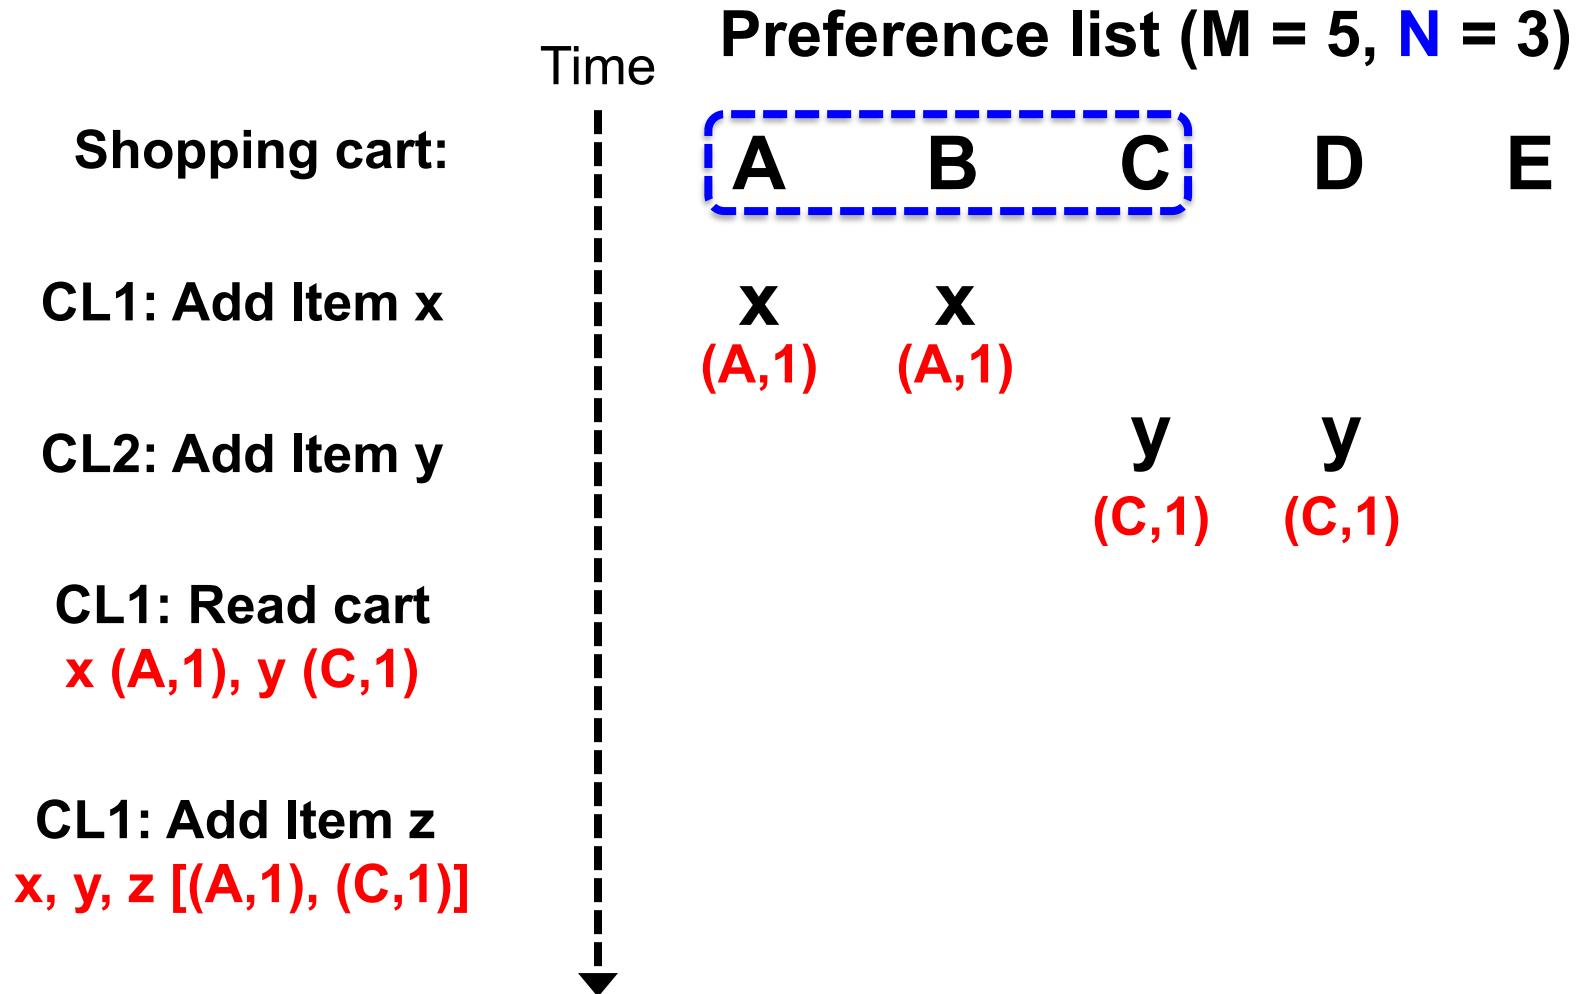 Preference list (M = 5, N = 3)
Time
Shopping cart: A B C D E
CL1: Add Item x x x
(A,1) (A,1)
CL2: Add Item y y y
(C,1) (C,1)
CL1: Read cart
x (A,1), y (C,1)
CL1: Add Item z
x, y, z [(A,1), (C,1)]